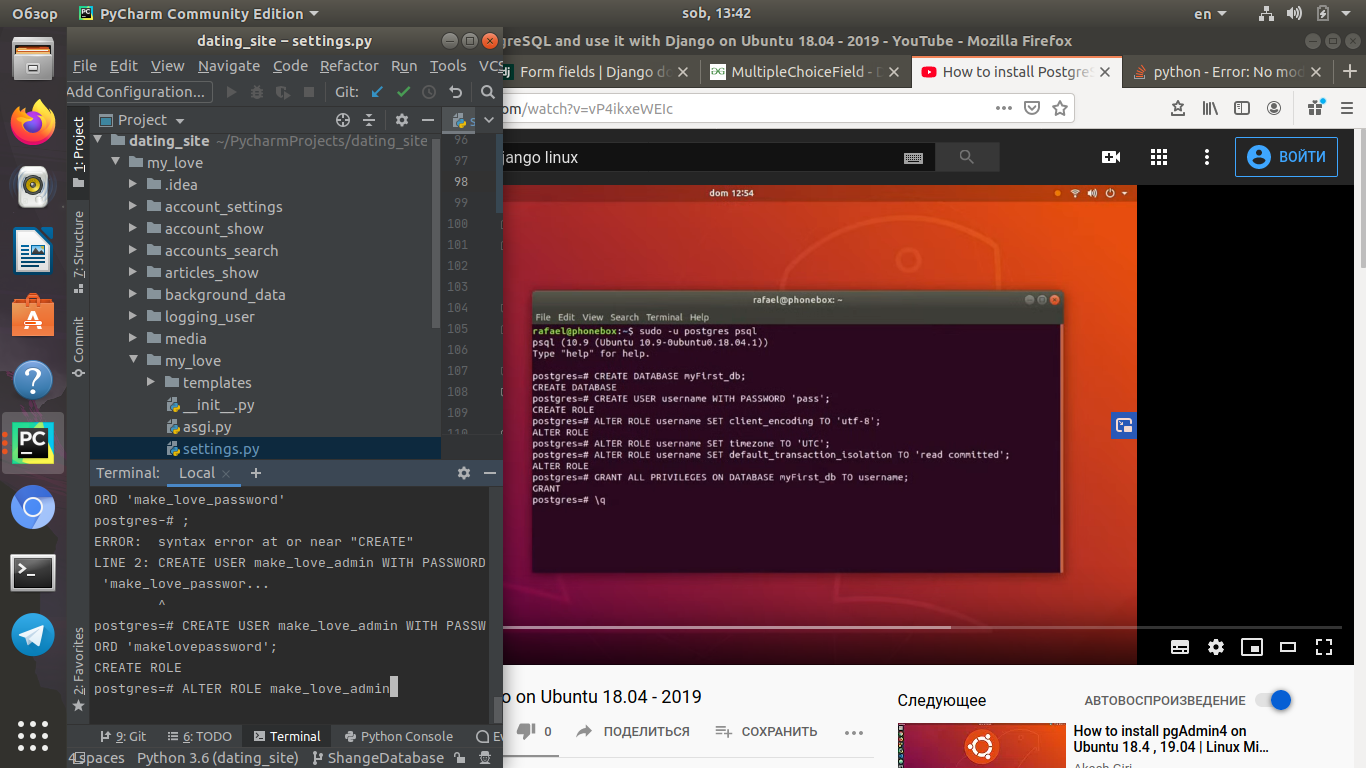 Обзор
PyCharm Community Edition
sob, 13:42
en
dating_site – settings.py
greSQL and use it with Django on Ubuntu 18.04 - 2019 - YouTube - Mozilla Firefox
File Edit View Navigate Code Refactor Run Tools VCS
Form fields | Django do
MultipleChoiceField - D
How to install PostgreS
python - Error: No mod
Add Configuration...
Git:
com/watch?v=vP4ikxeWEIc
1: Project
Project
dating_site ~/PycharmProjects/dating_site
my_love
.idea
account_settings
account_show
accounts_search
articles_show
background_data
logging_user
media
my_love
templates
__init__.py
asgi.py
settings.py
96
97
98
99
100
101
102
103
104
105
106
107
108
109
110
7: Structure
Commit
2: Favorites
jango linux
ВОЙТИ
dom 12:54
rafael@phonebox: ~
File Edit View Search Terminal Help
rafael@phonebox:~$ sudo -u postgres psql
psql (10.9 (Ubuntu 10.9-0ubuntu0.18.04.1))
Type "help" for help.
postgres=# CREATE DATABASE myFirst_db;
CREATE DATABASE
postgres=# CREATE USER username WITH PASSWORD 'pass';
CREATE ROLE
postgres=# ALTER ROLE username SET client_encoding TO 'utf-8';
ALTER ROLE
postgres=# ALTER ROLE username SET timezone TO 'UTC';
postgres=# ALTER ROLE username SET default_transaction_isolation TO 'read committed';
ALTER ROLE
postgres=# GRANT ALL PRIVILEGES ON DATABASE myFirst_db TO username;
GRANT
postgres=# \q
Terminal: Local
ORD 'make_love_password'
postgres-# ;
ERROR: syntax error at or near "CREATE"
LINE 2: CREATE USER make_love_admin WITH PASSWORD
'make_love_passwor...
^
postgres=# CREATE USER make_love_admin WITH PASSW
ORD 'makelovepassword';
CREATE ROLE
postgres=# ALTER ROLE make_love_admin
9: Git
6: TODO
Terminal
Python Console
Ev
4 spaces
Python 3.6 (dating_site)
ShangeDatabase
o on Ubuntu 18.04 - 2019
0
ПОДЕЛИТЬСЯ
СОХРАНИТЬ
Следующее
АВТОВОСПРОИЗВЕДЕНИЕ
How to install pgAdmin4 on
Ubuntu 18.4 , 19.04 | Linux Mi...
Akash Giri